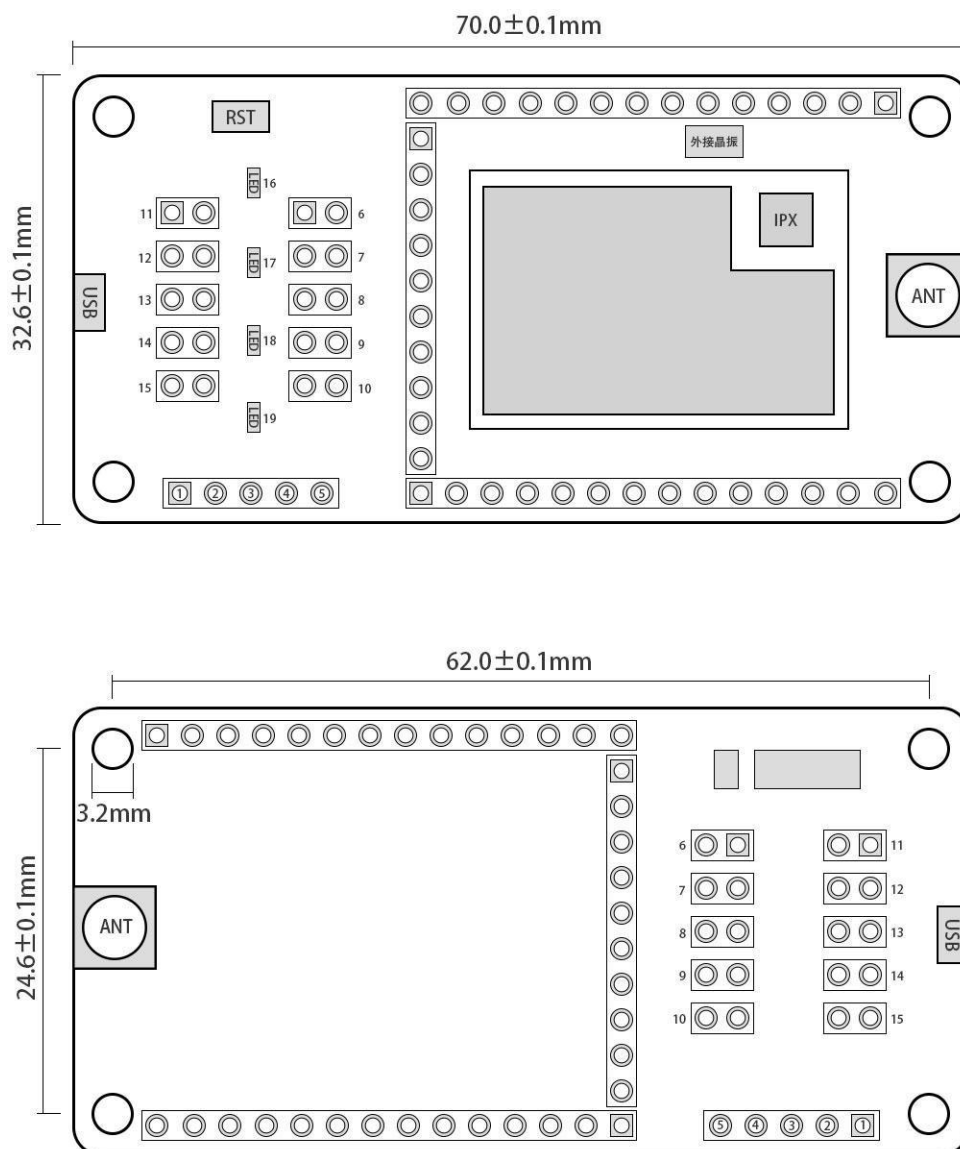 70.0±0.1mm
32.6±0.1mm
RST
外接晶振
LED 16
11 6
IPX
12 LED 17 7
USB 13 8 ANT
14 LED 18 9
15 10
LED 19
① ② ③ ④ ⑤
62.0±0.1mm
3.2mm
24.6±0.1mm
6 11
7 12
ANT 8 13 USB
9 14
10 15
⑤ ④ ③ ② ①